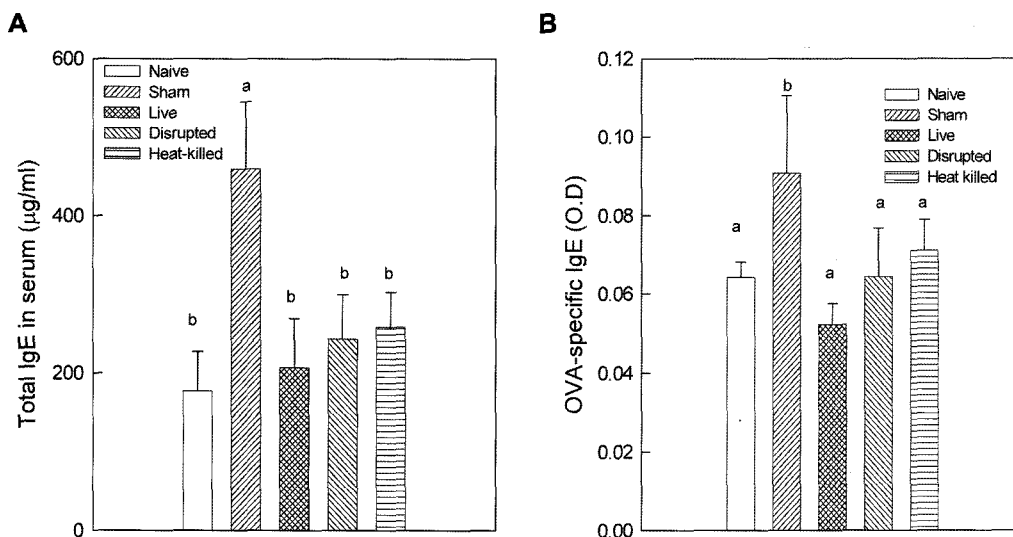 A
Total IgE in serum (µg/ml)
600
400
200
0
Naive
Sham
Live
Disrupted
Heat-killed
b
a
b
b
b
B
OVA-specific IgE (O.D)
0.12
0.10
0.08
0.06
0.04
0.02
0.00
Naive
Sham
Live
Disrupted
Heat killed
a
b
a
a
a